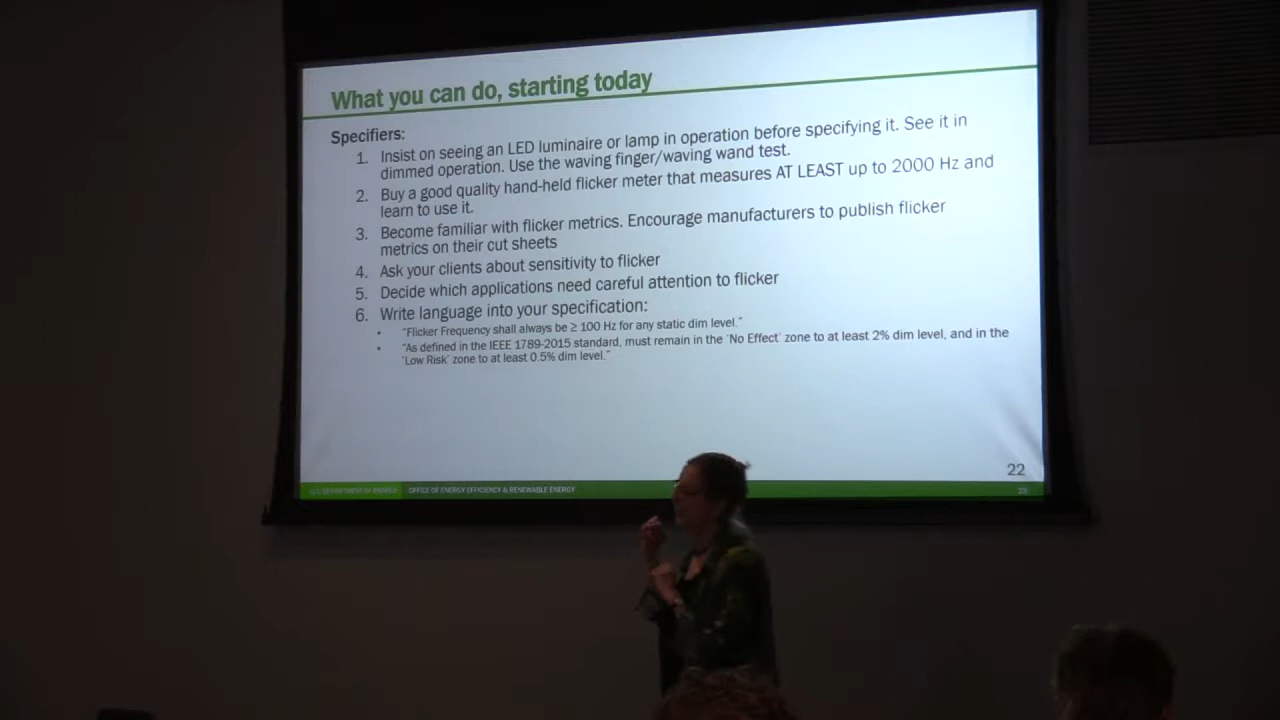 What you can do, starting today
Specifiers:
1. Insist on seeing an LED luminaire or lamp in operation before specifying it. See it in
dimmed operation. Use the waving finger/waving wand test.
2. Buy a good quality hand-held flicker meter that measures AT LEAST up to 2000 Hz and
learn to use it.
3. Become familiar with flicker metrics. Encourage manufacturers to publish flicker
metrics on their cut sheets
4. Ask your clients about sensitivity to flicker
5. Decide which applications need careful attention to flicker
6. Write language into your specification:
• "Flicker Frequency shall always be ≥ 100 Hz for any static dim level."
• "As defined in the IEEE 1789-2015 standard, must remain in the 'No Effect' zone to at least 2% dim level, and in the
'Low Risk' zone to at least 0.5% dim level."
22
U.S. DEPARTMENT OF ENERGY OFFICE OF ENERGY EFFICIENCY & RENEWABLE ENERGY 22